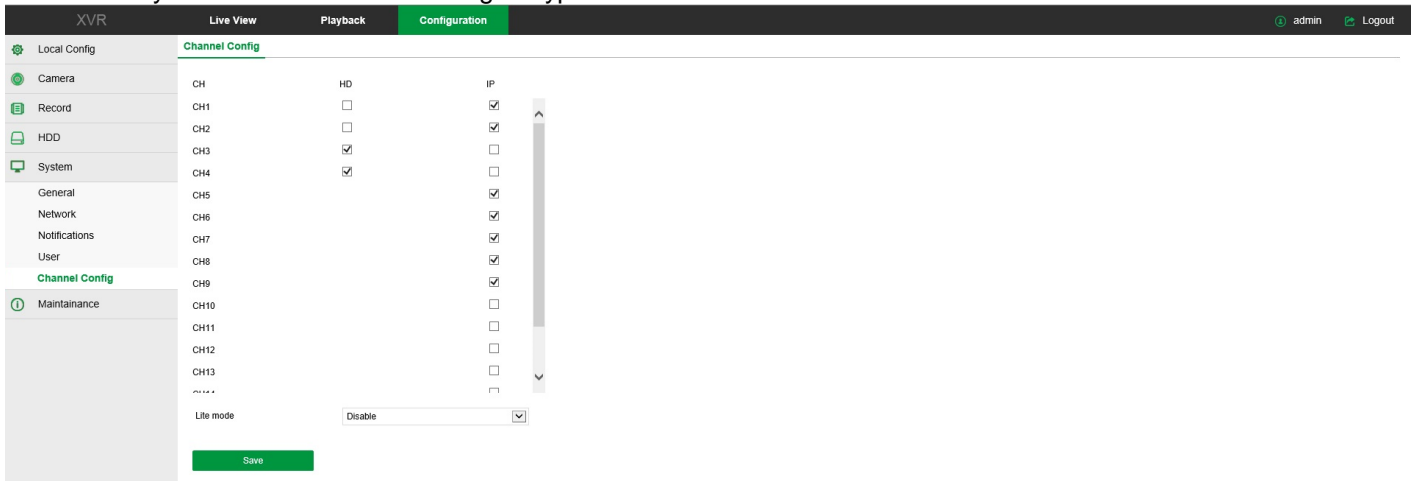 XVR Live View Playback Configuration admin Logout
Local Config
Camera
Record
HDD
System
General
Network
Notifications
User
Channel Config
Maintainance
Channel Config
CH HD IP
CH1
CH2
CH3
CH4
CH5
CH6
CH7
CH8
CH9
CH10
CH11
CH12
CH13
Lite mode Disable
Save